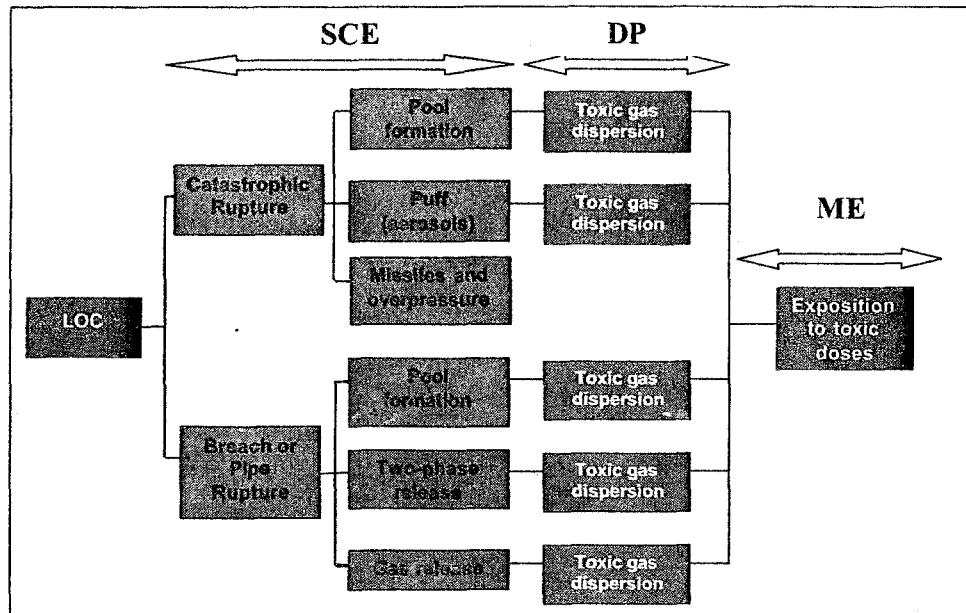 SCE
DP
Pool
formation
Toxic gas
dispersion
Catastrophic
Rupture
Puff
(aerosols)
Toxic gas
dispersion
ME
Missiles and
overpressure
LOC
Exposition
to toxic
doses
Pool
formation
Toxic gas
dispersion
Breach or
Pipe
Rupture
Two-phase
release
Toxic gas
dispersion
Gas release
Toxic gas
dispersion